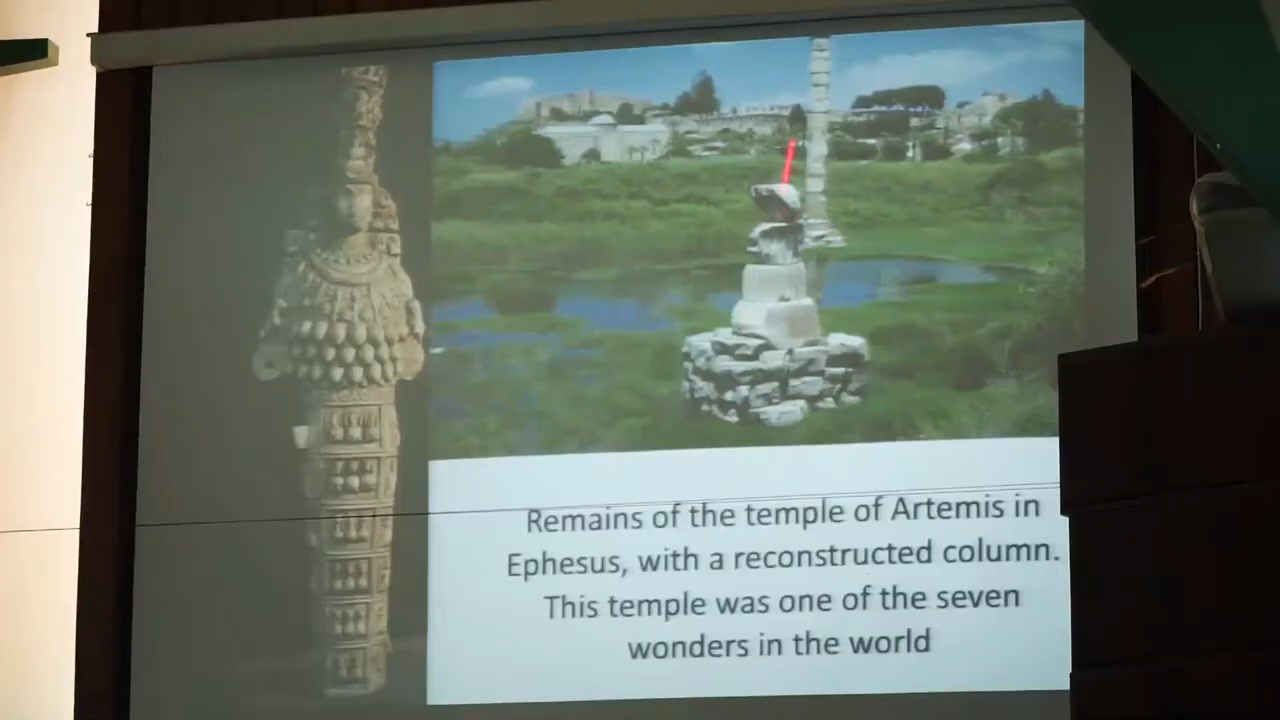 Remains of the temple of Artemis in
Ephesus, with a reconstructed column.
This temple was one of the seven
wonders in the world